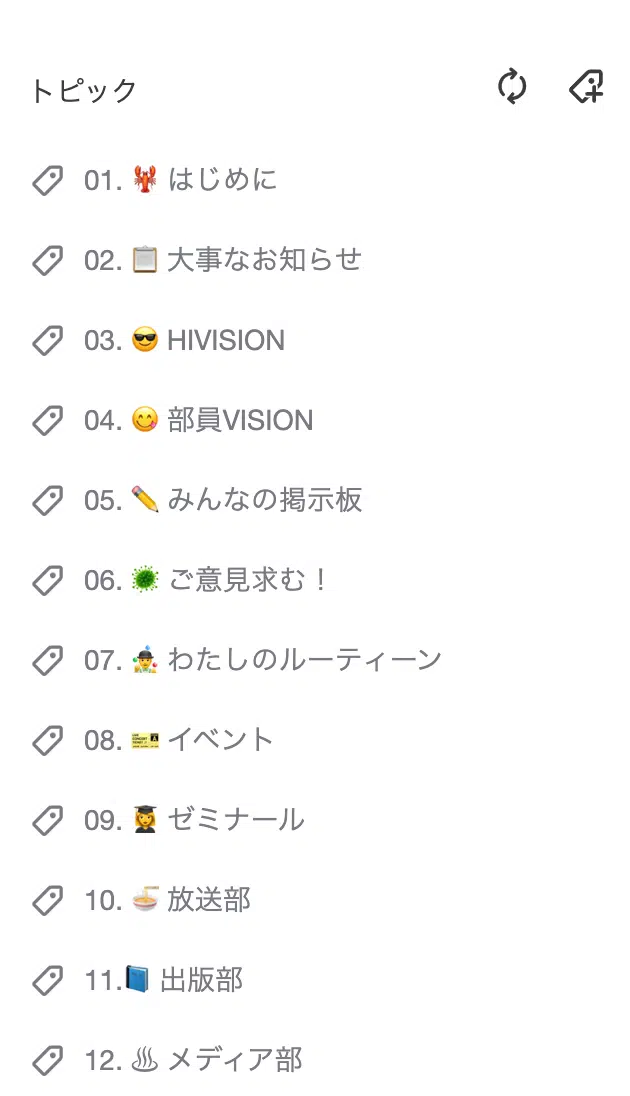 トピック
01. 🦞 はじめに
02. 📋 大事なお知らせ
03. 😎 HIVISION
04. 😋 部員VISION
05. ✏️ みんなの掲示板
06. 🦠 ご意見求む！
07. 🤹 わたしのルーティーン
08. 🎫 イベント
09. 👩‍🎓 ゼミナール
10. 🍜 放送部
11.📘 出版部
12. ♨ メディア部